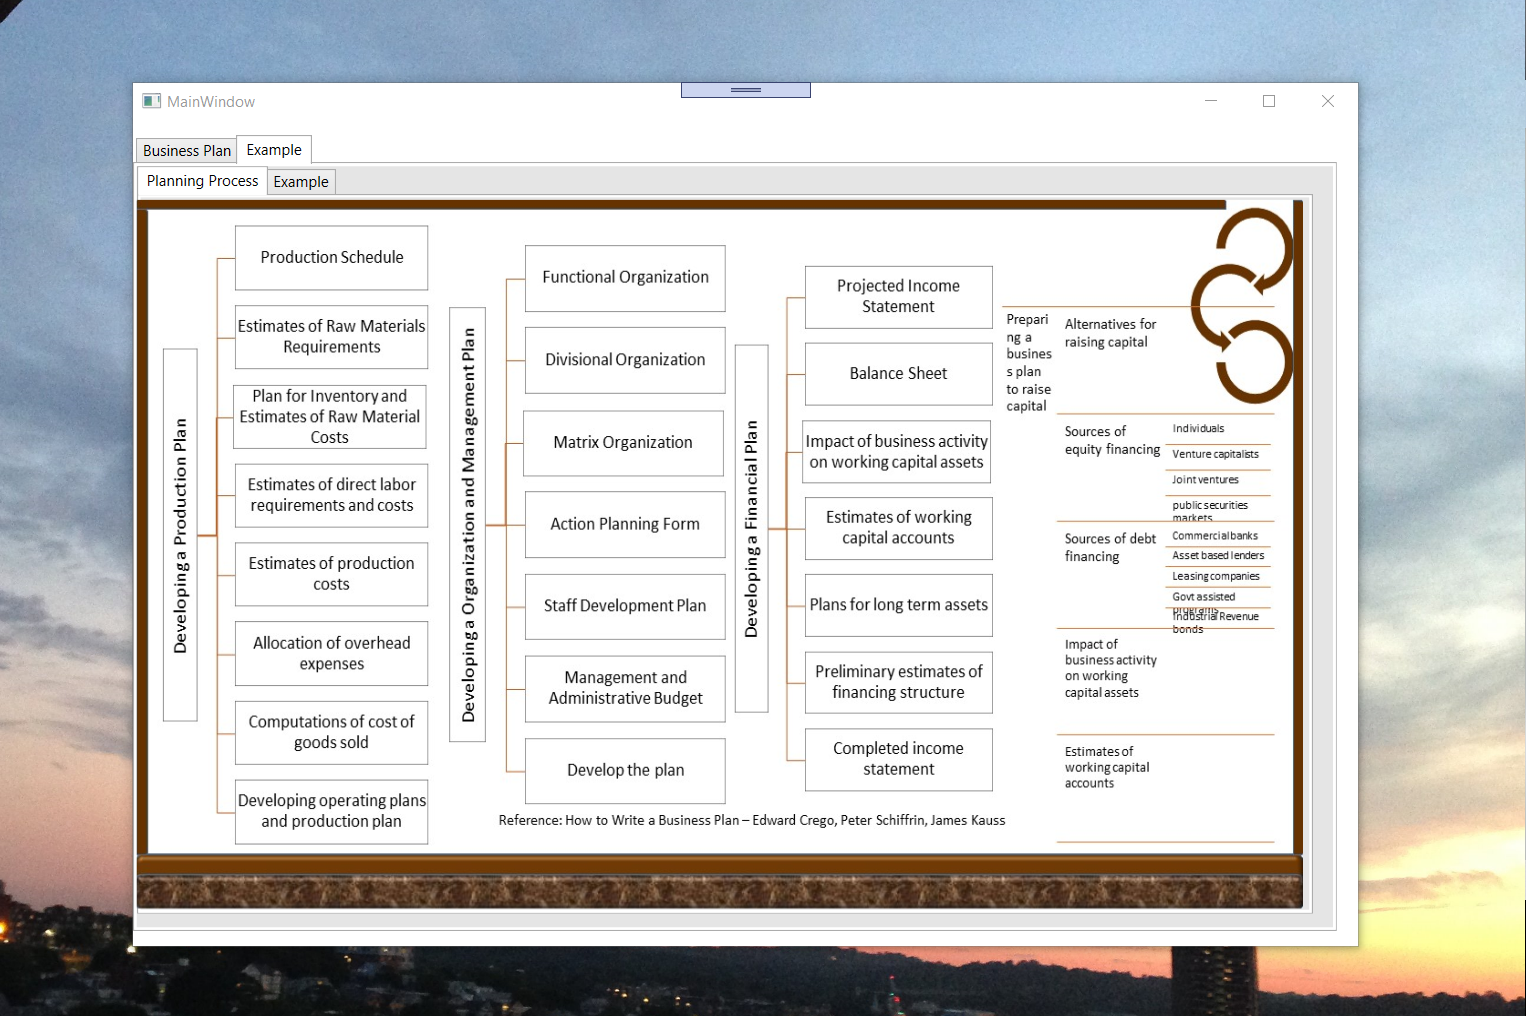 MainWindow
Business Plan
Example
Planning Process
Example
Developing a Production Plan
Production Schedule
Estimates of Raw Materials
Requirements
Plan for Inventory and
Estimates of Raw Material
Costs
Estimates of direct labor
requirements and costs
Estimates of production
costs
Allocation of overhead
expenses
Computations of cost of
goods sold
Developing operating plans
and production plan
Developing a Organization and Management Plan
Functional Organization
Divisional Organization
Matrix Organization
Action Planning Form
Staff Development Plan
Management and
Administrative Budget
Develop the plan
Developing a Financial Plan
Projected Income
Statement
Balance Sheet
Impact of business activity
on working capital assets
Estimates of working
capital accounts
Plans for long term assets
Preliminary estimates of
financing structure
Completed income
statement
Prepari
ng a
busines
s plan
to raise
capital
Alternatives for
raising capital
Sources of
equity financing
Individuals
Venture capitalists
Joint ventures
public securities
markets
Sources of debt
financing
Commercial banks
Asset based lenders
Leasing companies
Govt assisted
programs
Industrial Revenue
bonds
Impact of
business activity
on working
capital assets
Estimates of
working capital
accounts
Reference: How to Write a Business Plan – Edward Crego, Peter Schiffrin, James Kauss